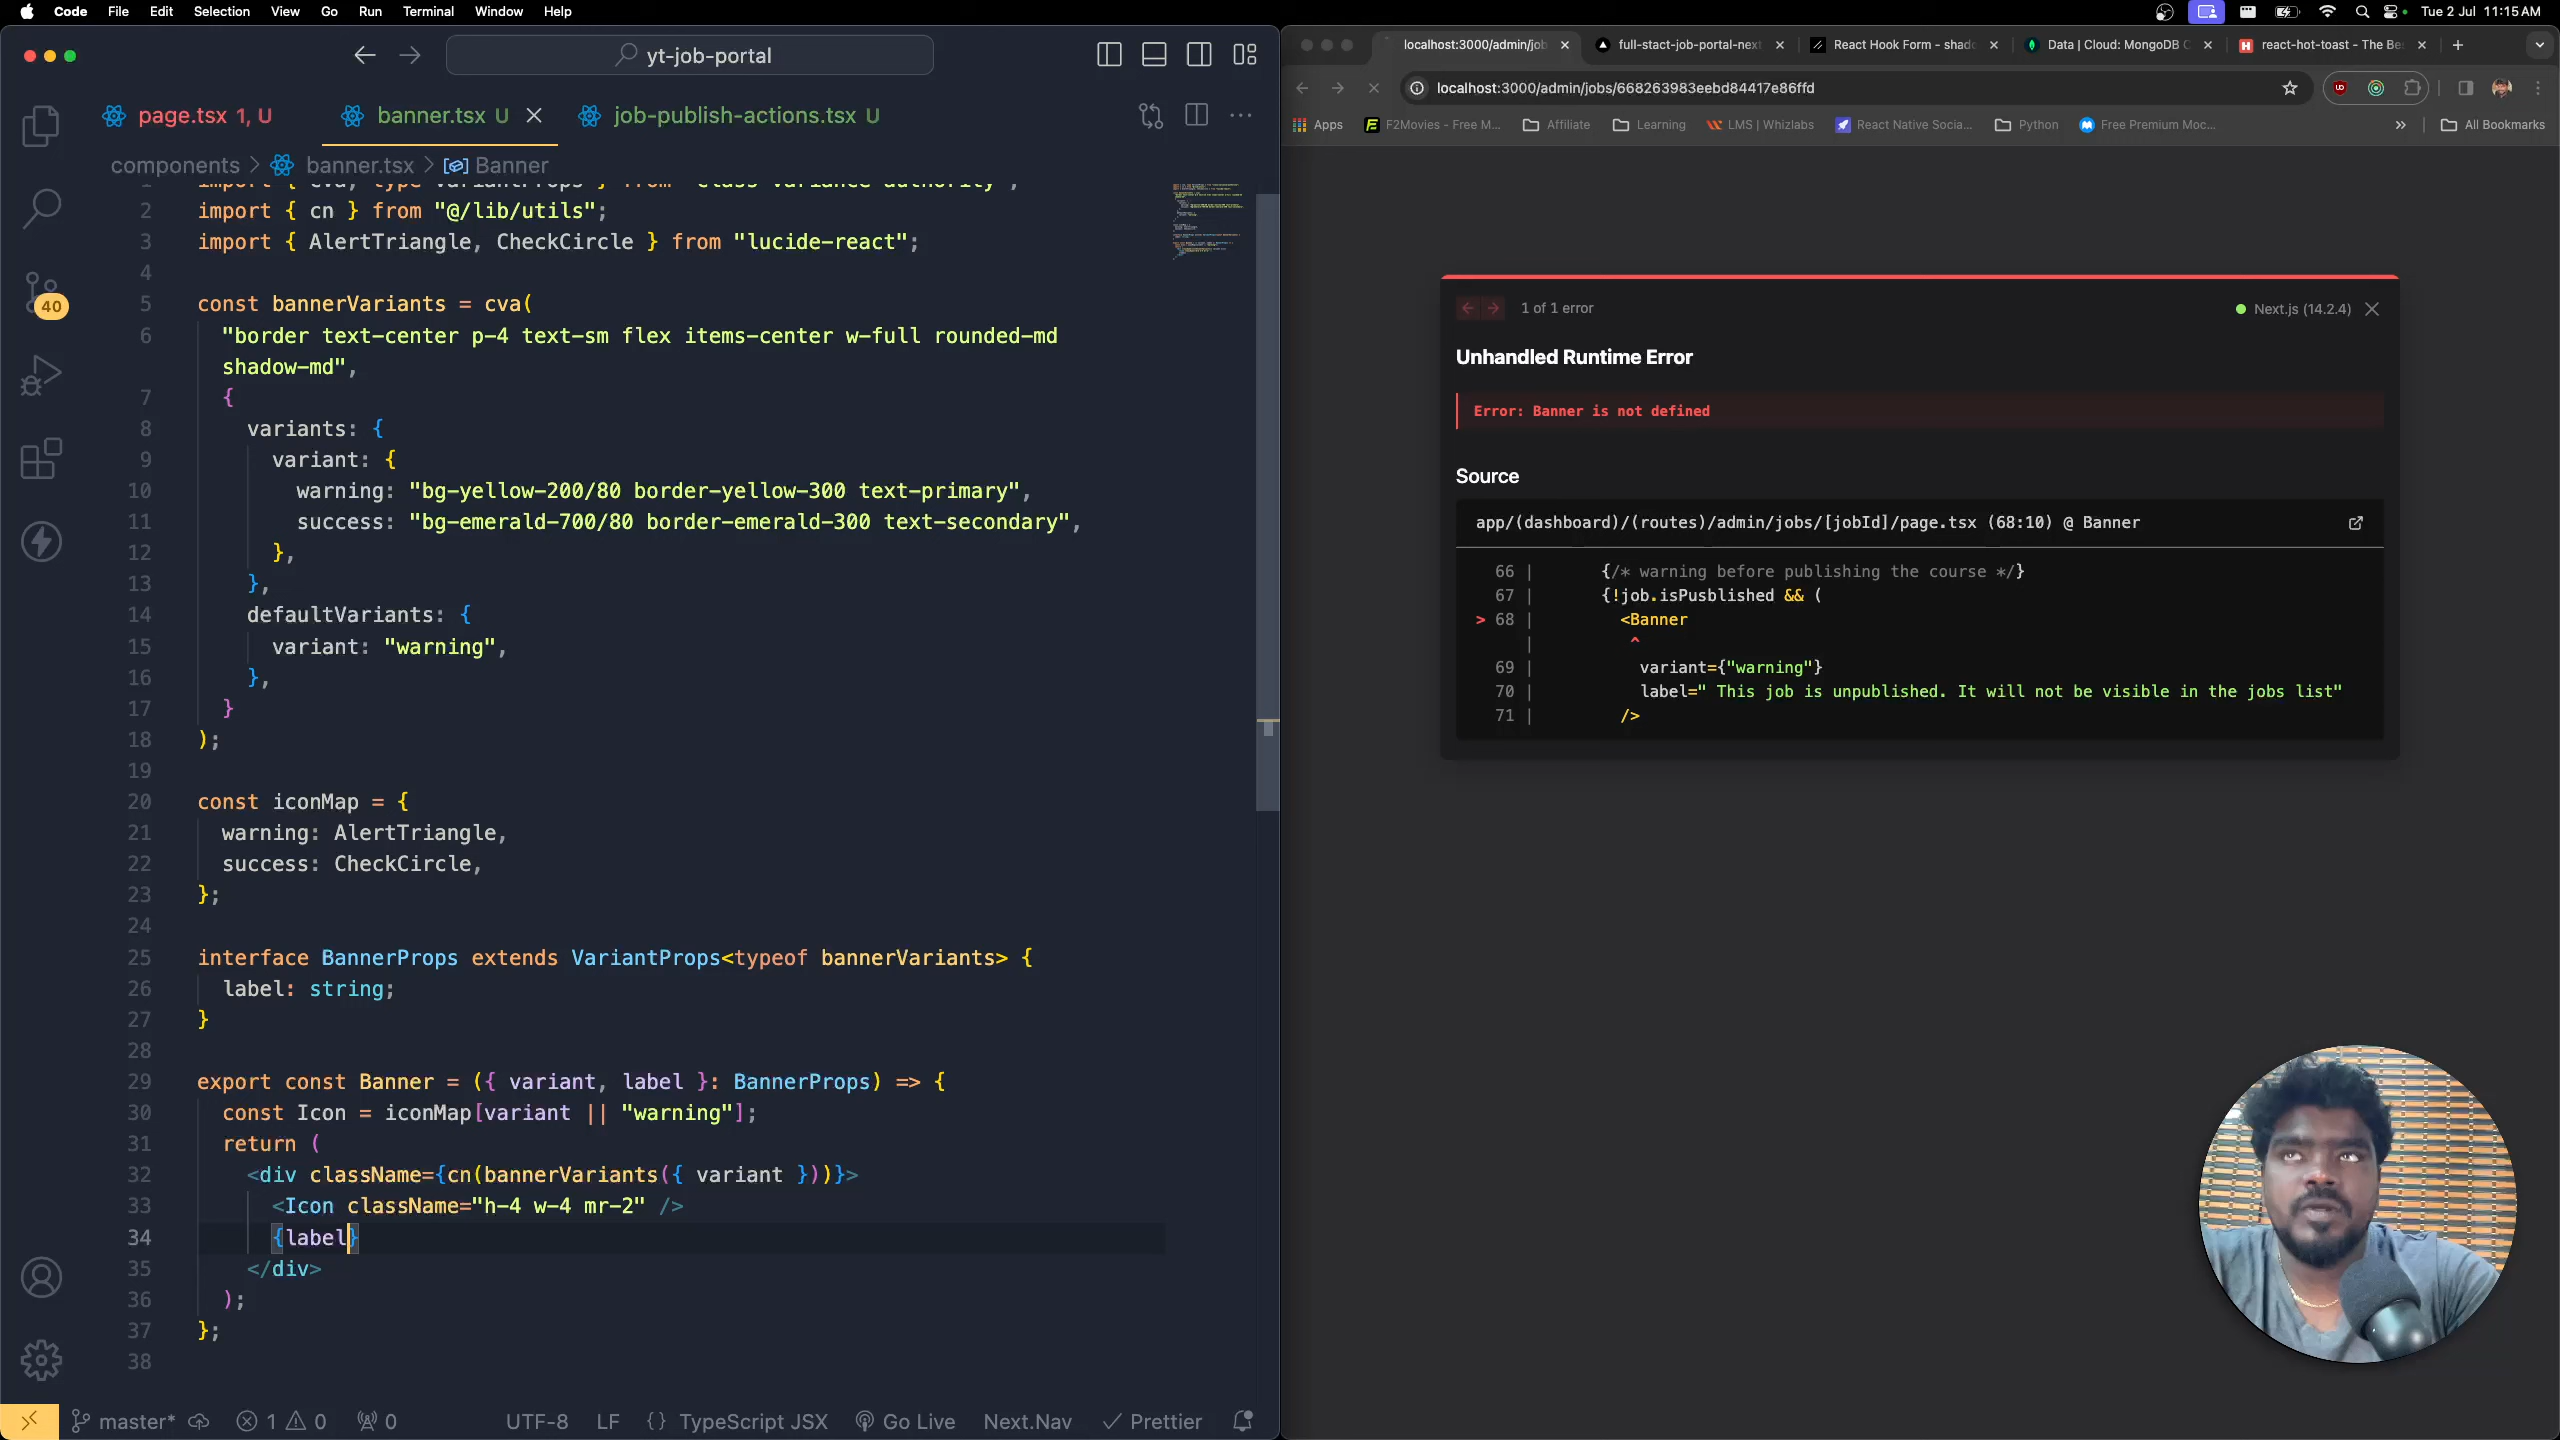 Code File Edit Selection View Go Run Terminal Window Help
Tue 2 Jul 11:15 AM
yt-job-portal
page.tsx 1, U
banner.tsx U
job-publish-actions.tsx U
components > banner.tsx > Banner
40
1 import { cva, type VariantProps } from "class-variance-authority";
2 import { cn } from "@/lib/utils";
3 import { AlertTriangle, CheckCircle } from "lucide-react";
4
5 const bannerVariants = cva(
6 "border text-center p-4 text-sm flex items-center w-full rounded-md
shadow-md",
7 {
8 variants: {
9 variant: {
10 warning: "bg-yellow-200/80 border-yellow-300 text-primary",
11 success: "bg-emerald-700/80 border-emerald-300 text-secondary",
12 },
13 },
14 defaultVariants: {
15 variant: "warning",
16 },
17 }
18 );
19
20 const iconMap = {
21 warning: AlertTriangle,
22 success: CheckCircle,
23 };
24
25 interface BannerProps extends VariantProps<typeof bannerVariants> {
26 label: string;
27 }
28
29 export const Banner = ({ variant, label }: BannerProps) => {
30 const Icon = iconMap[variant || "warning"];
31 return (
32 <div className={cn(bannerVariants({ variant }))}>
33 <Icon className="h-4 w-4 mr-2" />
34 {label}
35 </div>
36 );
37 };
38
master* 1 0 0 UTF-8 LF {} TypeScript JSX Go Live Next.Nav Prettier
localhost:3000/admin/job
full-stact-job-portal-next
React Hook Form - shad
Data | Cloud: MongoDB C
react-hot-toast - The Be
localhost:3000/admin/jobs/668263983eebd84417e86ffd
Apps
F2Movies - Free M...
Affiliate
Learning
LMS | Whizlabs
React Native Socia...
Python
Free Premium Moc...
All Bookmarks
1 of 1 error
Next.js (14.2.4)
Unhandled Runtime Error
Error: Banner is not defined
Source
app/(dashboard)/(routes)/admin/jobs/[jobId]/page.tsx (68:10) @ Banner
66 | {/* warning before publishing the course */}
67 | {!job.isPusblished && (
> 68 | <Banner
| ^
69 | variant={"warning"}
70 | label=" This job is unpublished. It will not be visible in the jobs list"
71 | />